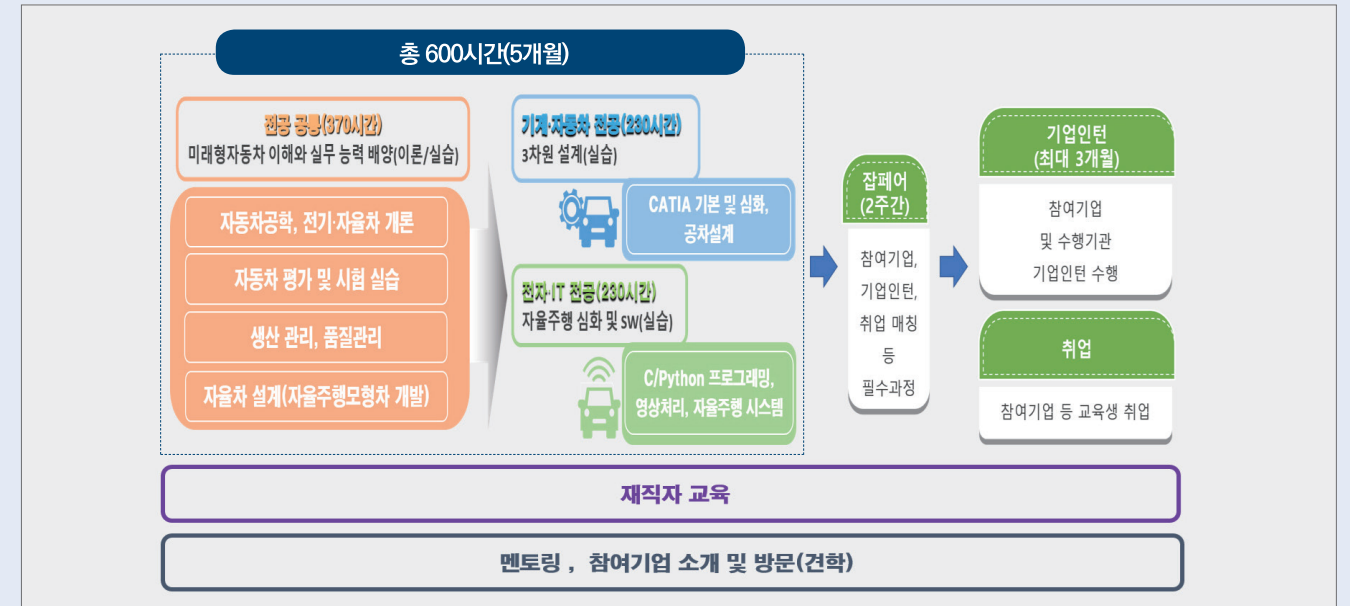 총 600시간(5개월)
전공 공통(370시간)
미래형자동차 이해와 실무 능력 배양(이론/실습)
자동차공학, 전기·자율차 개론
자동차 평가 및 시험 실습
생산 관리, 품질관리
자율차 설계(자율주행모형차 개발)
기계·자동차 전공(230시간)
3차원 설계(실습)
CATIA 기본 및 심화,
공차설계
전자·IT 전공(230시간)
자율주행 심화 및 SW(실습)
C/Python 프로그래밍,
영상처리, 자율주행 시스템
잡페어
(2주간)
참여기업,
기업인턴,
취업 매칭
등
필수과정
기업인턴
(최대 3개월)
참여기업
및 수행기관
기업인턴 수행
취업
참여기업 등 교육생 취업
재직자 교육
멘토링 , 참여기업 소개 및 방문(견학)